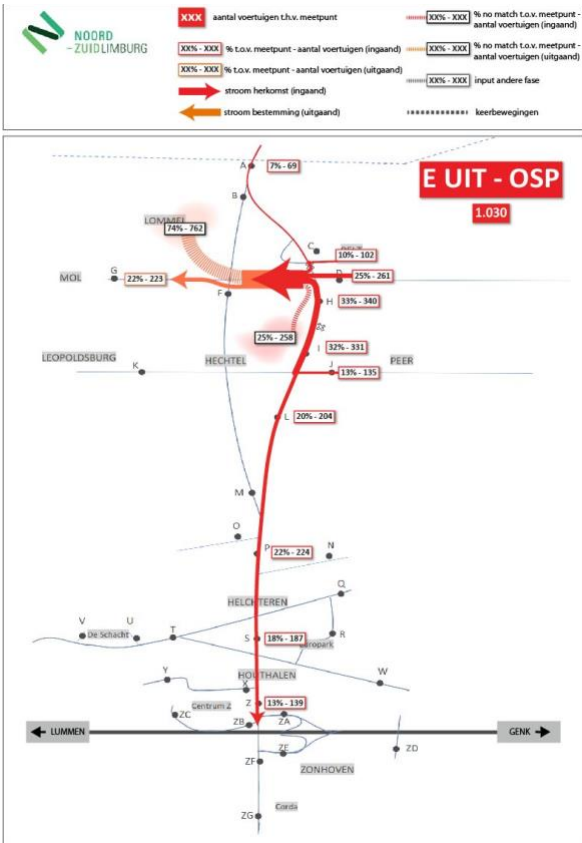 NOORD
-ZUIDLIMBURG
XXX aantal voertuigen t.h.v. meetpunt
XX% - XXX % t.o.v. meetpunt - aantal voertuigen (ingaand)
XX% - XXX % t.o.v. meetpunt - aantal voertuigen (uitgaand)
stroom herkomst (ingaand)
stroom bestemming (uitgaand)
XX% - XXX % no match t.o.v. meetpunt -
aantal voertuigen (ingaand)
XX% - XXX % no match t.o.v. meetpunt -
aantal voertuigen (uitgaand)
XX% - XXX input andere fase
keerbewegingen
E UIT - OSP
1.030
A 7% - 69
B
LOMMEL
74% - 762
C
10% - 102
MOL G 22% - 223
25% - 261
F
H 33% - 340
ZE
25% - 258
I 32% - 331
LEOPOLDSBURG HECHTEL PEER
K
J 13% - 135
L 20% - 204
M
O
P 22% - 224
N
Q
HELCHTEREN
V U T
De Schacht
S 18% - 187
R
HOUTHALEN
Y X W
Z 13% - 139
Centrum Z
ZC ZB ZA
LUMMEN GENK
ZE ZD
ZF
ZONHOVEN
Corda
ZG